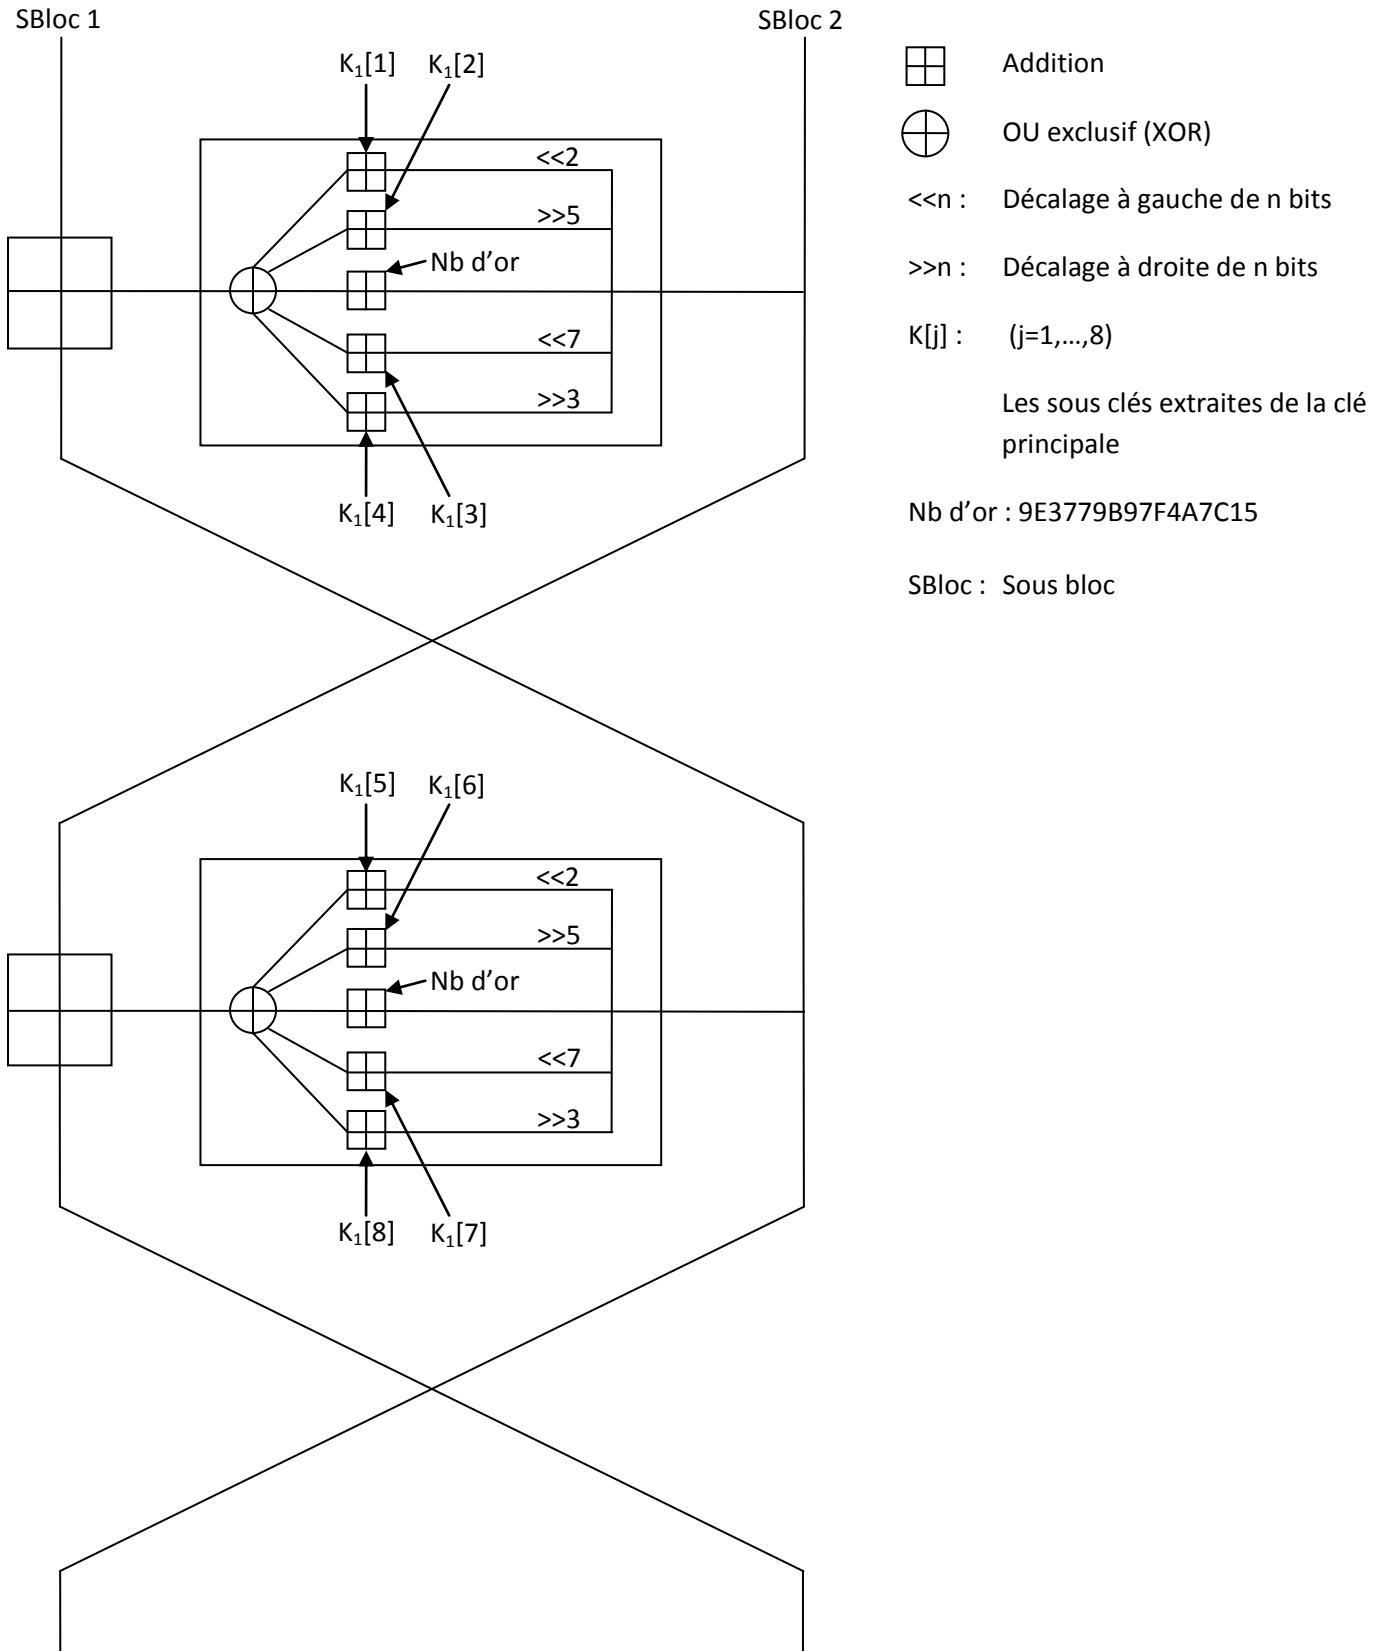 SBloc 1
SBloc 2
K₁[1]
K₁[2]
<<2
>>5
Nb d’or
<<7
>>3
K₁[4]
K₁[3]
K₁[5]
K₁[6]
<<2
>>5
Nb d’or
<<7
>>3
K₁[8]
K₁[7]
Addition
OU exclusif (XOR)
<<n : Décalage à gauche de n bits
>>n : Décalage à droite de n bits
K[j] : (j=1,…,8)
Les sous clés extraites de la clé
principale
Nb d’or : 9E3779B97F4A7C15
SBloc : Sous bloc